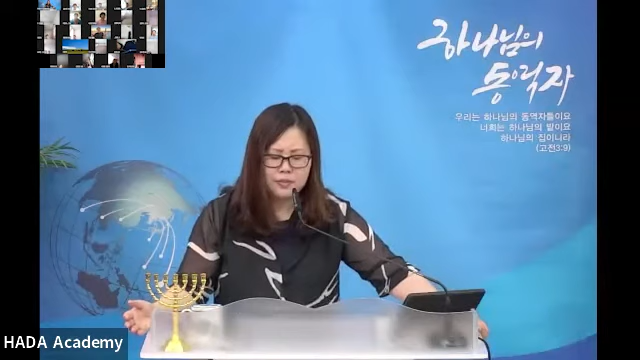 하나님의
동역자
우리는 하나님의 동역자들이요
너희는 하나님의 밭이요
하나님의 집이니라
(고전3:9)
HADA Academy